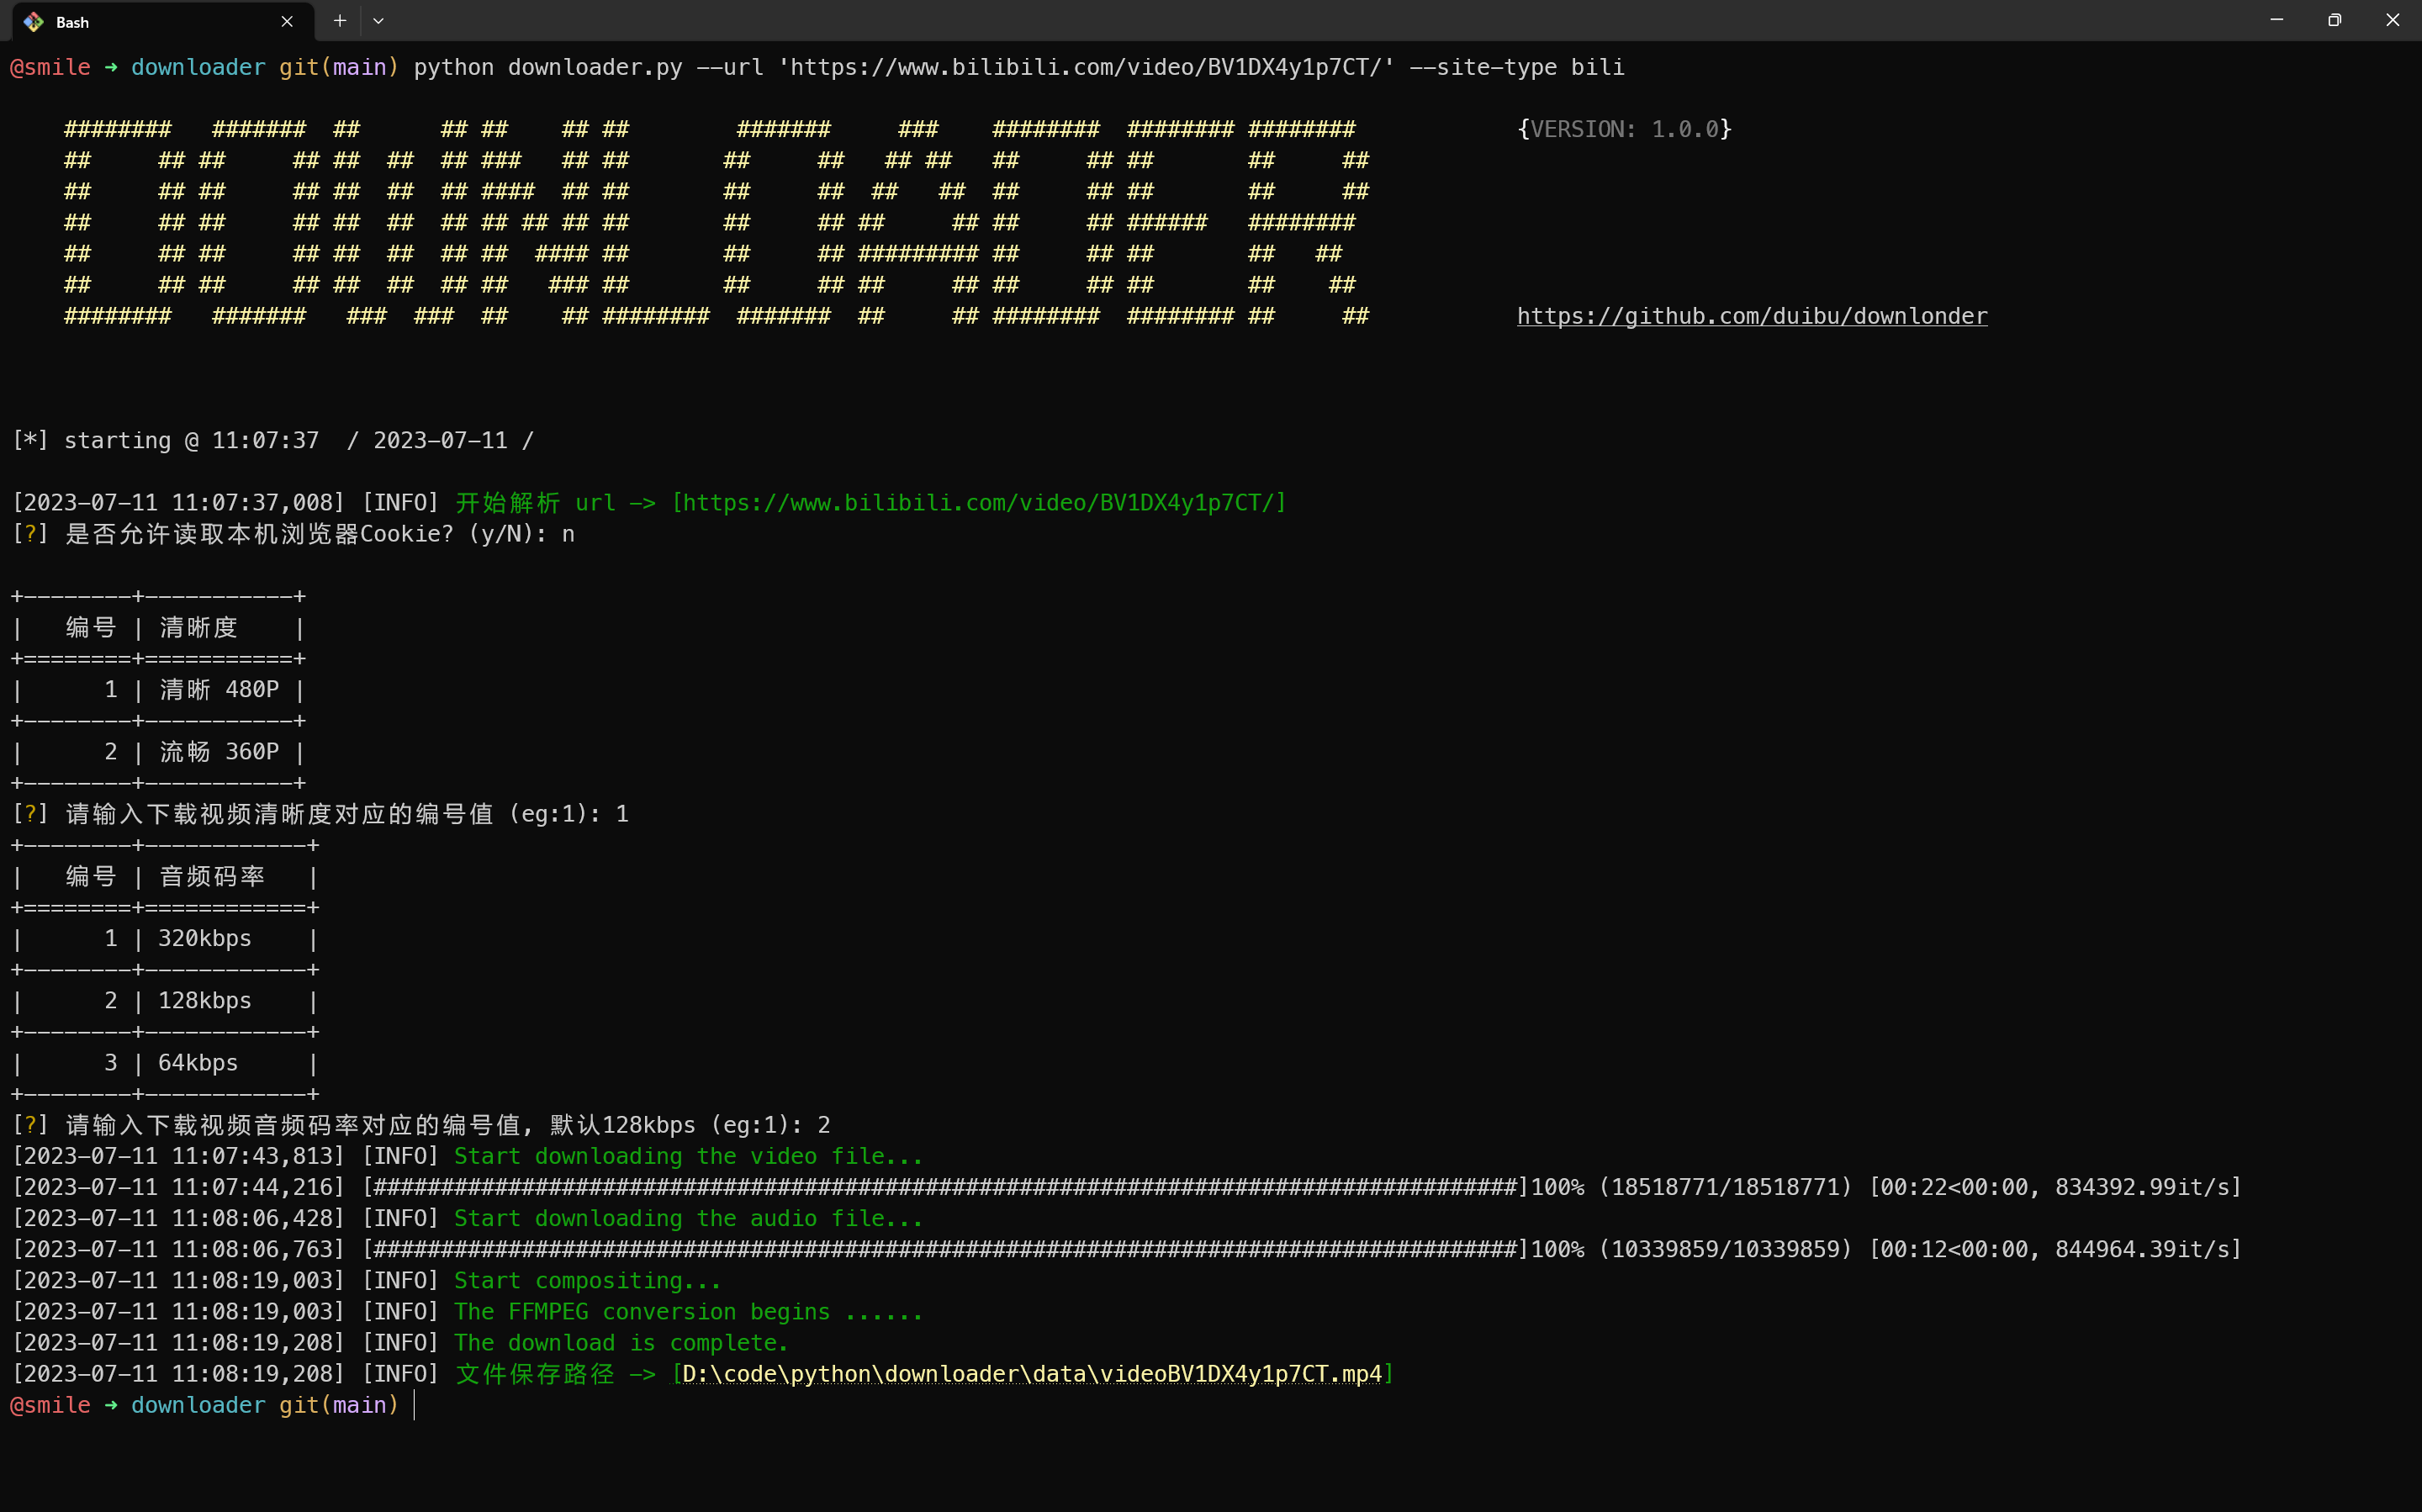 Bash
@smile → downloader git(main) python downloader.py --url 'https://www.bilibili.com/video/BV1DX4y1p7CT/' --site-type bili
DOWNLOADER
{VERSION: 1.0.0}
https://github.com/duibu/downlonder
[*] starting @ 11:07:37  / 2023-07-11 /
[2023-07-11 11:07:37,008] [INFO] 开始解析 url -> [https://www.bilibili.com/video/BV1DX4y1p7CT/]
[?] 是否允许读取本机浏览器Cookie? (y/N): n
+--------+-----------+
|   编号 | 清晰度    |
+========+===========+
|      1 | 清晰 480P |
+--------+-----------+
|      2 | 流畅 360P |
+--------+-----------+
[?] 请输入下载视频清晰度对应的编号值 (eg:1): 1
+--------+------------+
|   编号 | 音频码率   |
+========+============+
|      1 | 320kbps    |
+--------+------------+
|      2 | 128kbps    |
+--------+------------+
|      3 | 64kbps     |
+--------+------------+
[?] 请输入下载视频音频码率对应的编号值, 默认128kbps (eg:1): 2
[2023-07-11 11:07:43,813] [INFO] Start downloading the video file...
[2023-07-11 11:07:44,216] [#####################################################################################]100% (18518771/18518771) [00:22<00:00, 834392.99it/s]
[2023-07-11 11:08:06,428] [INFO] Start downloading the audio file...
[2023-07-11 11:08:06,763] [#####################################################################################]100% (10339859/10339859) [00:12<00:00, 844964.39it/s]
[2023-07-11 11:08:19,003] [INFO] Start compositing...
[2023-07-11 11:08:19,003] [INFO] The FFMPEG conversion begins ......
[2023-07-11 11:08:19,208] [INFO] The download is complete.
[2023-07-11 11:08:19,208] [INFO] 文件保存路径 -> [D:\code\python\downloader\data\videoBV1DX4y1p7CT.mp4]
@smile → downloader git(main)